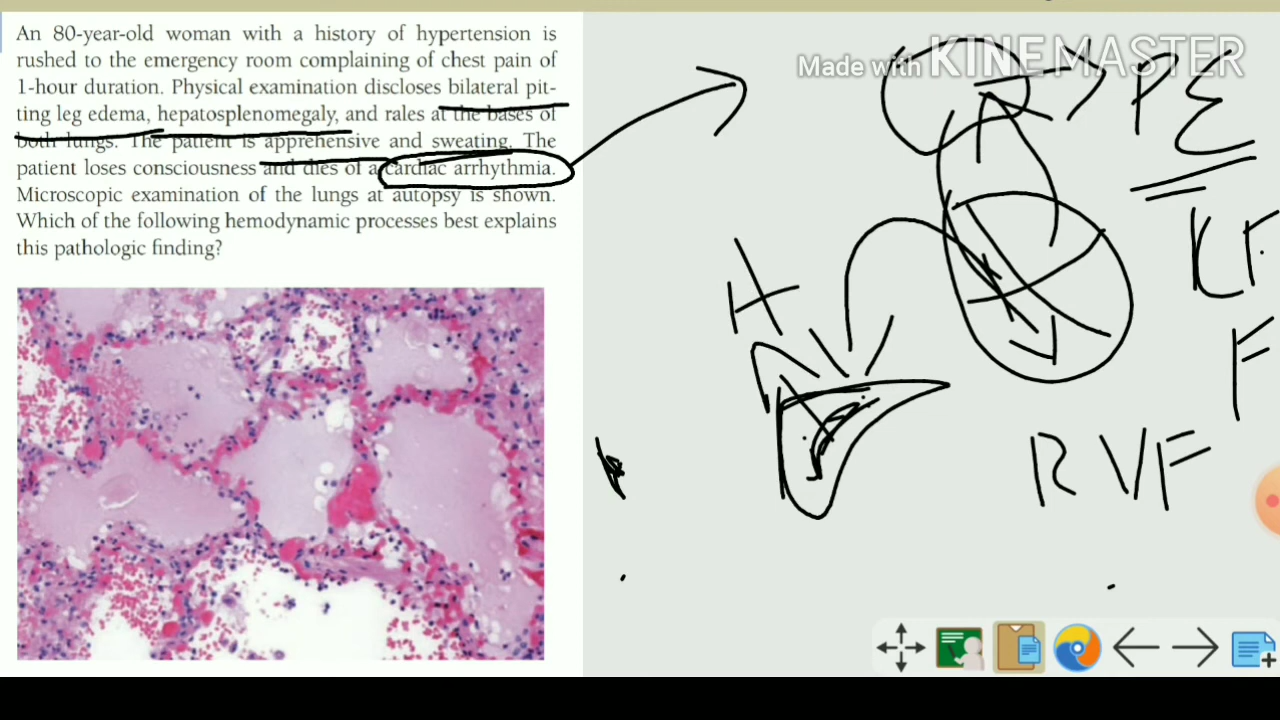 An 80-year-old woman with a history of hypertension is
rushed to the emergency room complaining of chest pain of
1-hour duration. Physical examination discloses bilateral pit-
ting leg edema, hepatosplenomegaly, and rales at the bases of
both lungs. The patient is apprehensive and sweating. The
patient loses consciousness and dies of a cardiac arrhythmia.
Microscopic examination of the lungs at autopsy is shown.
Which of the following hemodynamic processes best explains
this pathologic finding?
Made with KINEMASTER
PE
RVF